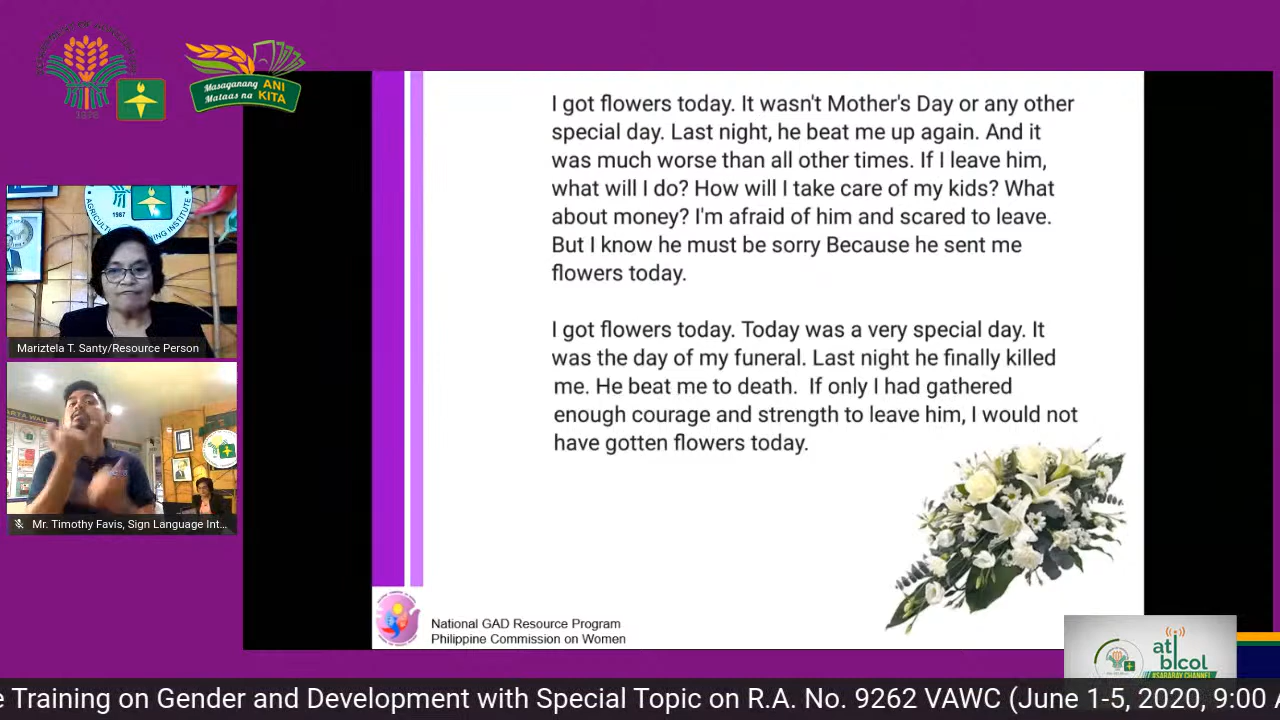 1898
Masaganang ANI
Mataas na KITA
1987
Mariztela T. Santy/Resource Person
Mr. Timothy Favis, Sign Language Int...
I got flowers today. It wasn't Mother's Day or any other
special day. Last night, he beat me up again. And it
was much worse than all other times. If I leave him,
what will I do? How will I take care of my kids? What
about money? I'm afraid of him and scared to leave.
But I know he must be sorry Because he sent me
flowers today.
I got flowers today. Today was a very special day. It
was the day of my funeral. Last night he finally killed
me. He beat me to death. If only I had gathered
enough courage and strength to leave him, I would not
have gotten flowers today.
National GAD Resource Program
Philippine Commission on Women
ati
bicol
#SARABAY CHANNEL
e Training on Gender and Development with Special Topic on R.A. No. 9262 VAWC (June 1-5, 2020, 9:00 A